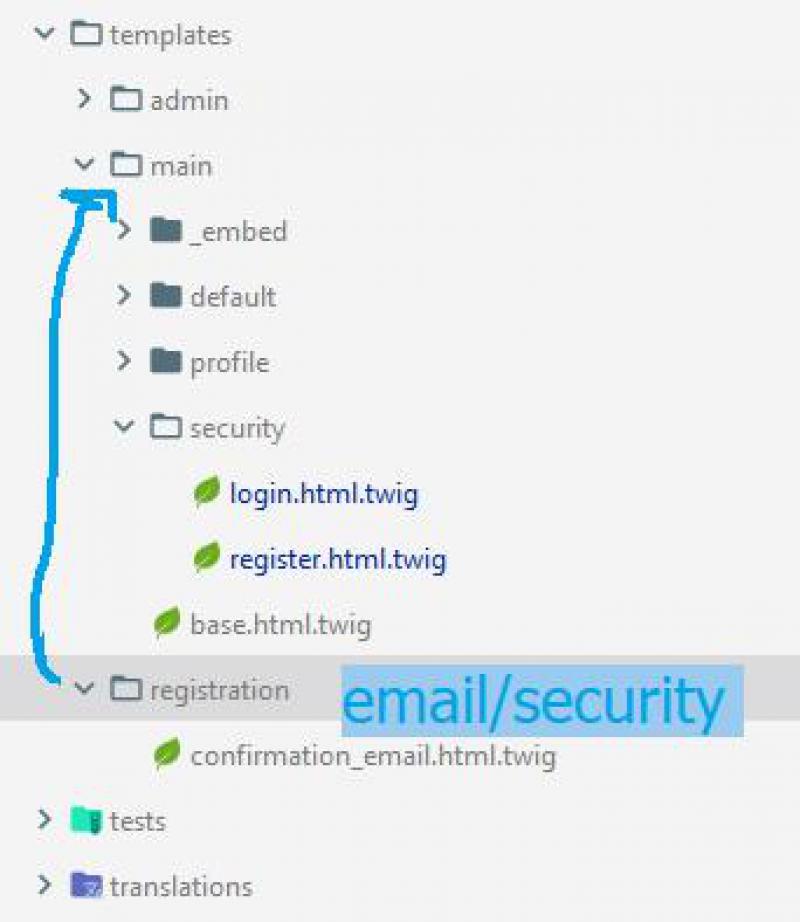 templates
admin
main
_embed
default
profile
security
login.html.twig
register.html.twig
base.html.twig
registration email/security
confirmation_email.html.twig
tests
translations